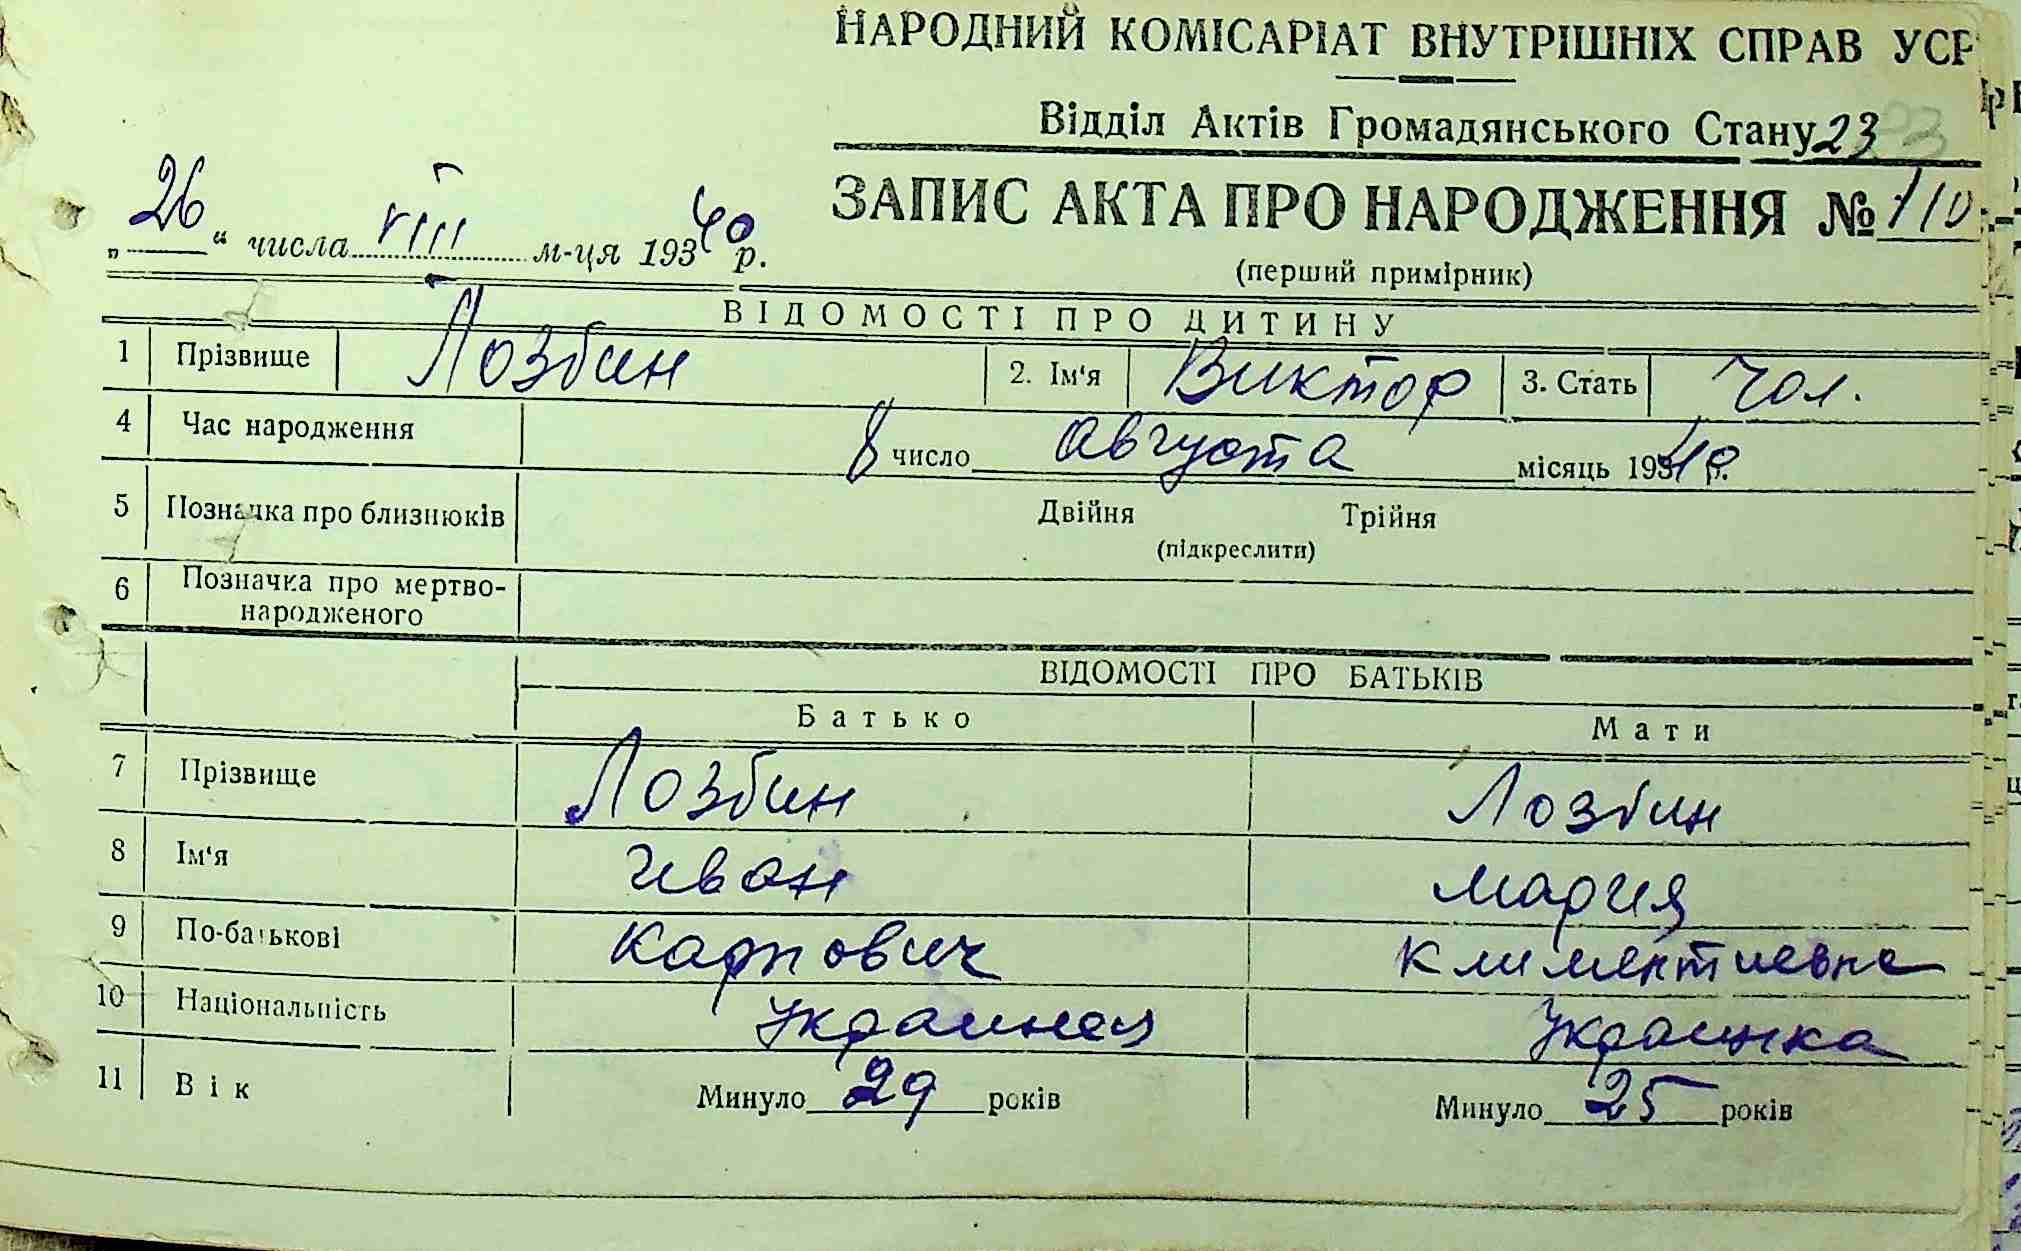 НАРОДНИЙ КОМІСАРІАТ ВНУТРІШНІХ СПРАВ УСР
Відділ Актів Громадянського Стану 23
„26“ числа VIII м-ця 1940 р.
ЗАПИС АКТА ПРО НАРОДЖЕННЯ № 110
(перший примірник)
ВІДОМОСТІ ПРО ДИТИНУ
1 Прізвище Лозбин 2. Ім'я Виктор 3. Стать Чол.
4 Час народження 8 число Августа місяць 1940 р.
5 Позначка про близнюків Двійня Трійня
(підкреслити)
6 Позначка про мертво-
народженого
ВІДОМОСТІ ПРО БАТЬКІВ
Батько Мати
7 Прізвище Лозбин Лозбин
8 Ім'я Иван Мария
9 По-батькові Карпович Климентиевна
10 Національність Украинец Украинка
11 Вік Минуло 29 років Минуло 25 років